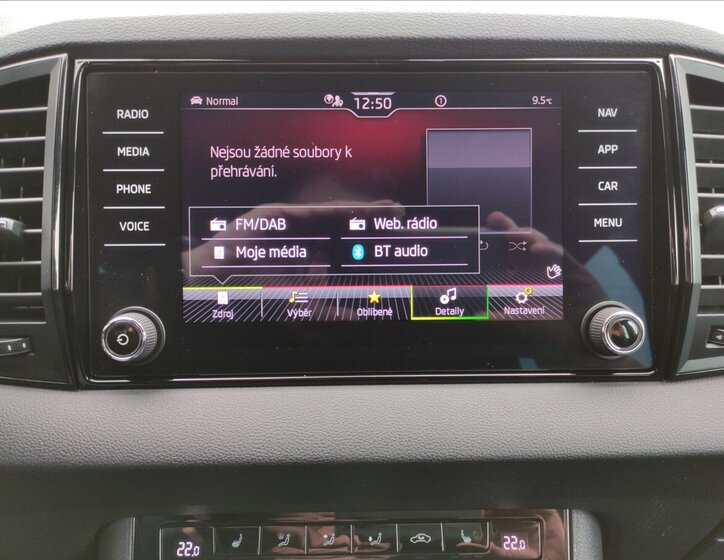 RADIO
MEDIA
PHONE
VOICE
Normal
12:50
1
9.5°C
Nejsou žádné soubory k
přehrávání.
FM/DAB
Web. rádio
Moje média
BT audio
Zdroj
Výběr
Oblíbené
Detaily
Nastavení
NAV
APP
CAR
MENU
22.0
22.0